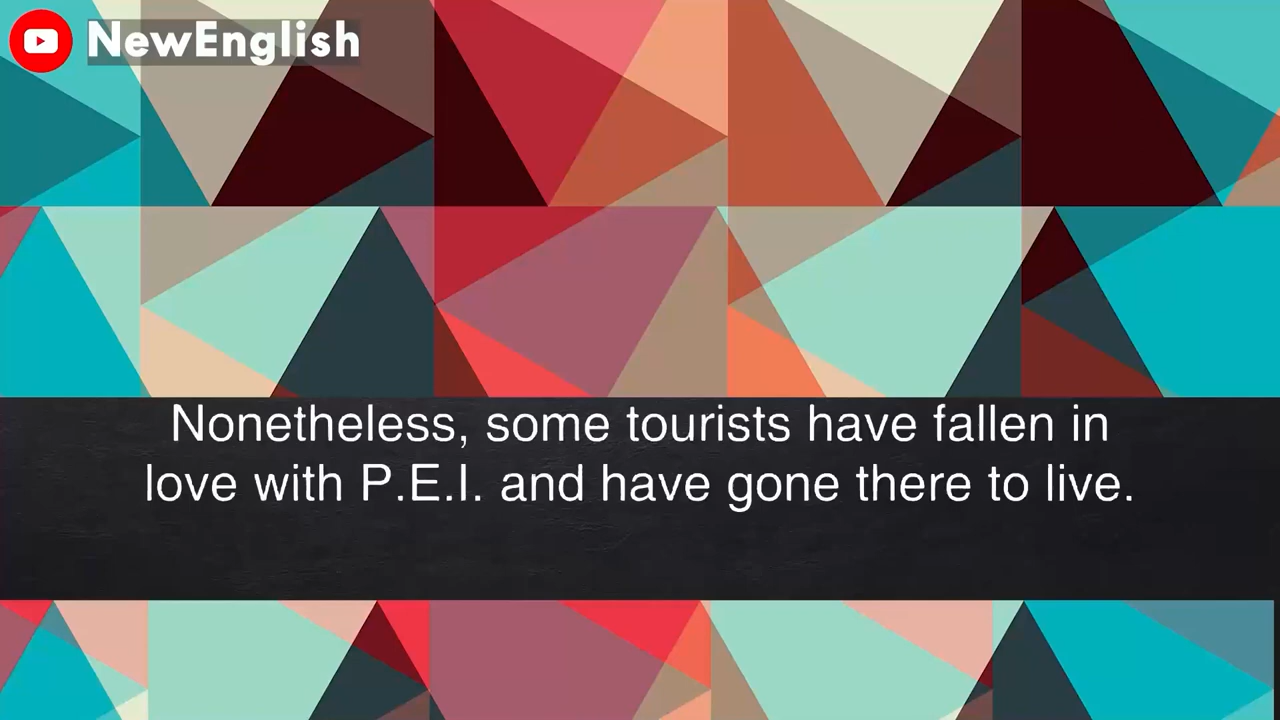 NewEnglish
Nonetheless, some tourists have fallen in
love with P.E.I. and have gone there to live.